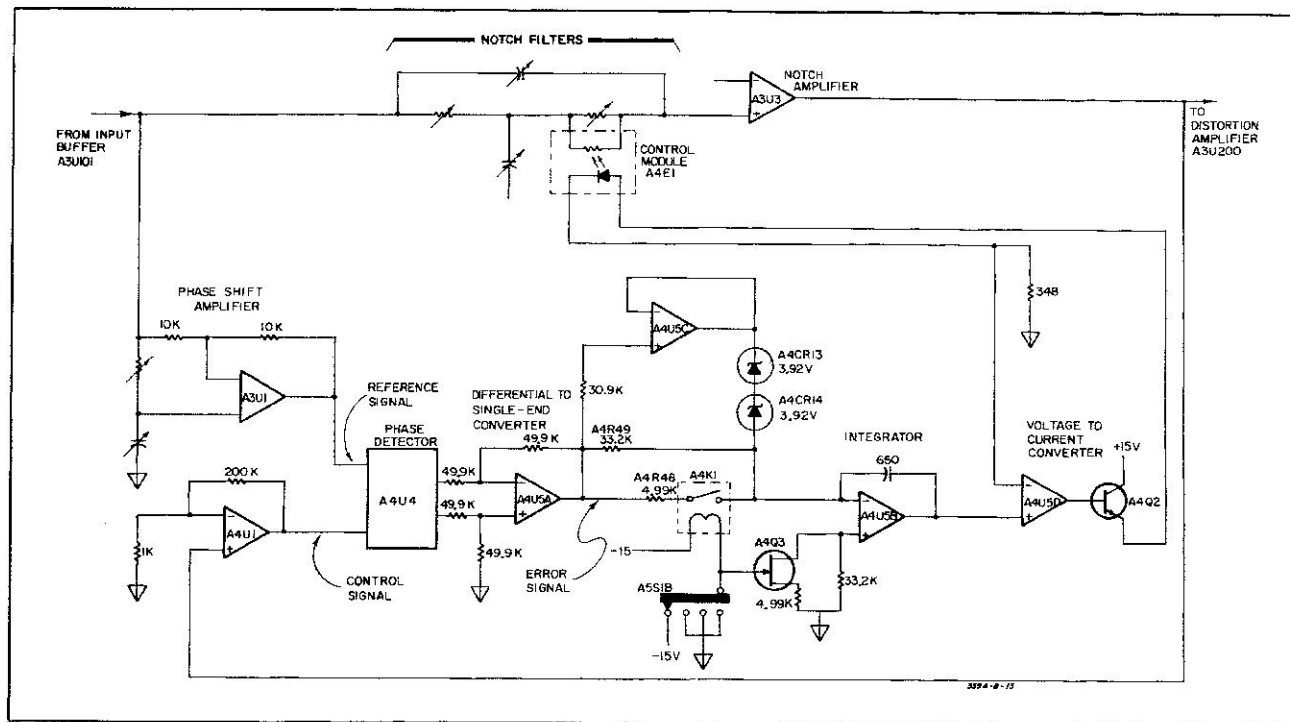 NOTCH FILTERS
NOTCH
AMPLIFIER
A3U3
FROM INPUT
BUFFER
A3U101
TO
DISTORTION
AMPLIFIER
A3U200
CONTROL
MODULE
A4E1
348
PHASE SHIFT
AMPLIFIER
10K
10K
A3U1
REFERENCE
SIGNAL
A4U5C
A4CR13
3.92V
A4CR14
3.92V
30.9K
DIFFERENTIAL TO
SINGLE-END
CONVERTER
PHASE
DETECTOR
A4U4
49.9K
A4R49
33.2K
49.9K
49.9K
49.9K
A4U5A
A4R48
4.99K
A4K1
INTEGRATOR
650
A4U5B
VOLTAGE TO
CURRENT
CONVERTER
+15V
A4U5D
A4Q2
200K
1K
A4U1
CONTROL
SIGNAL
ERROR
SIGNAL
-15
A4Q3
4.99K
33.2K
A5S1B
-15V
339A-B-13